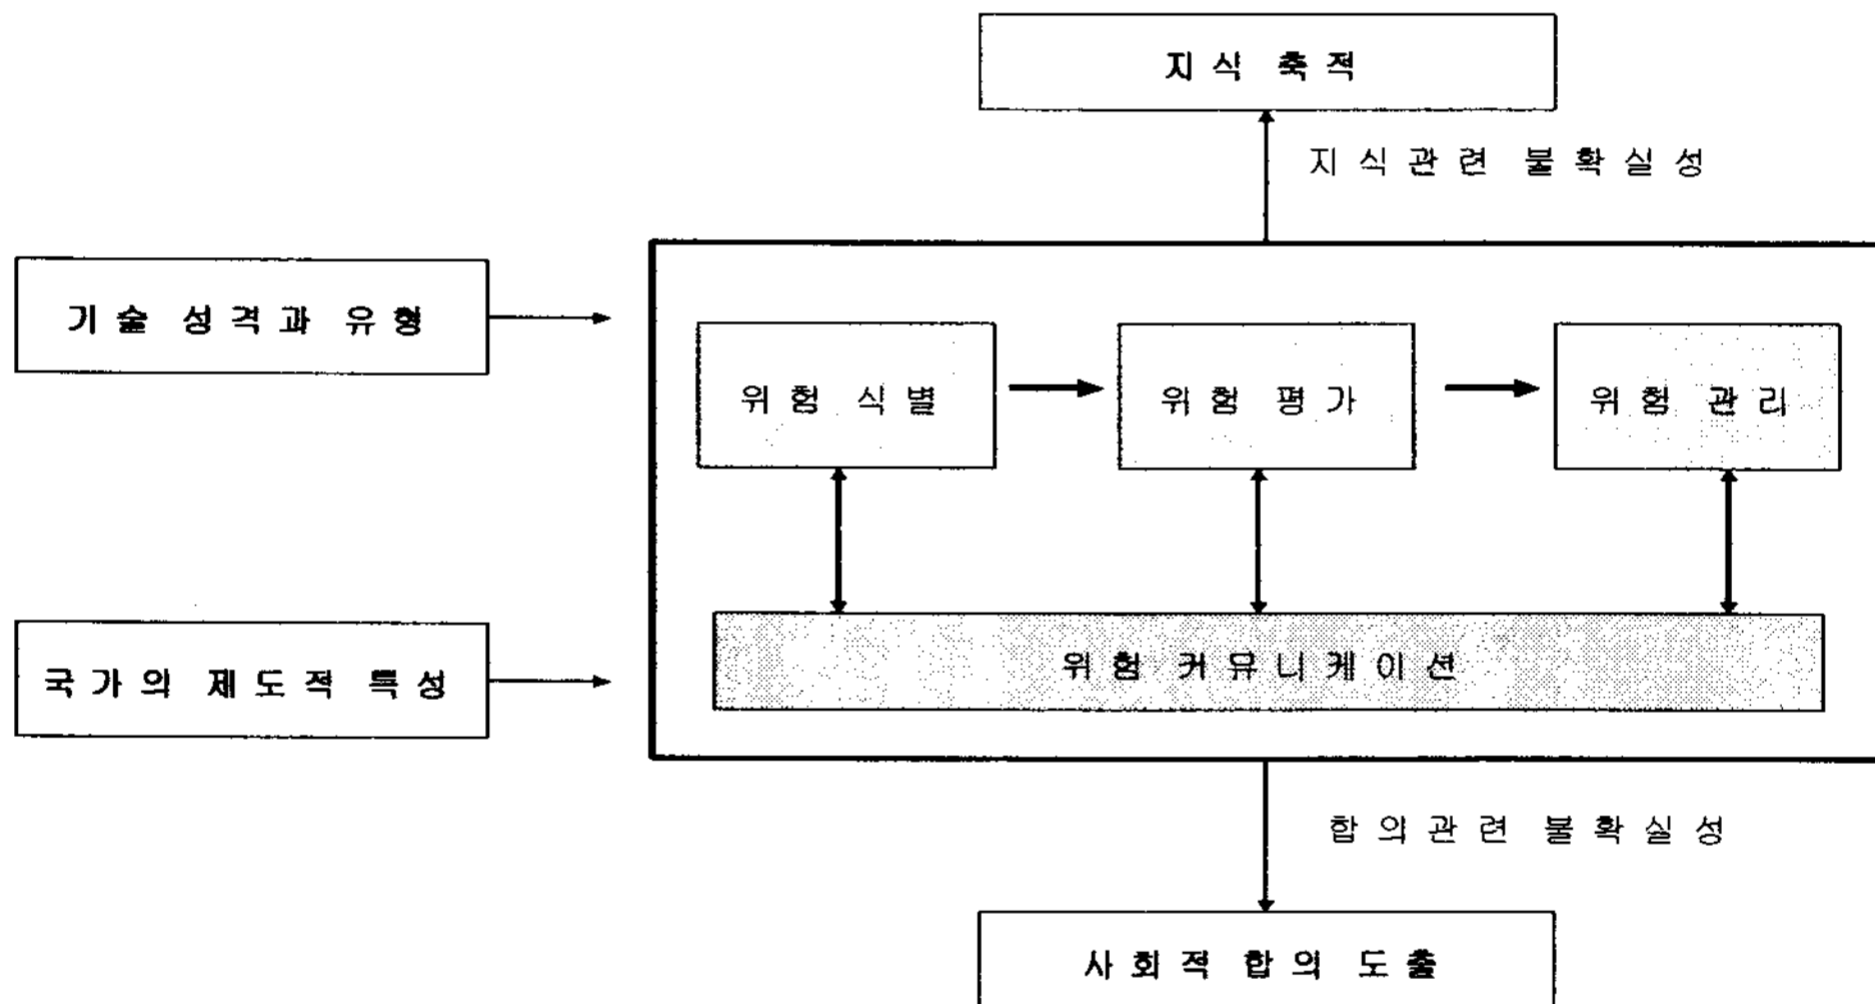 지식 축적
지식관련 불확실성
기술 성격과 유형
위험 식별
위험 평가
위험 관리
국가의 제도적 특성
위험 커뮤니케이션
합의관련 불확실성
사회적 합의 도출